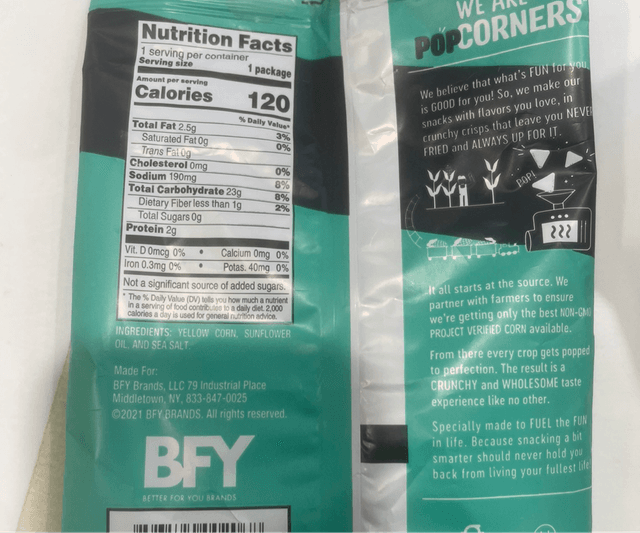 Nutrition Facts
1 serving per container
Serving size 1 package
Amount per serving
Calories 120
% Daily Value*
Total Fat 2.5g 3%
Saturated Fat 0g 0%
Trans Fat 0g
Cholesterol 0mg 0%
Sodium 190mg 8%
Total Carbohydrate 23g 8%
Dietary Fiber less than 1g 2%
Total Sugars 0g
Protein 2g
Vit. D 0mcg 0% • Calcium 0mg 0%
Iron 0.3mg 0% • Potas. 40mg 0%
Not a significant source of added sugars.
* The % Daily Value (DV) tells you how much a nutrient
in a serving of food contributes to a daily diet. 2,000
calories a day is used for general nutrition advice.
INGREDIENTS: YELLOW CORN, SUNFLOWER
OIL, AND SEA SALT
Made For:
BFY Brands, LLC 79 Industrial Place
Middletown, NY, 833-847-0025
©2021 BFY BRANDS. All rights reserved.
BFY
BETTER FOR YOU BRANDS
WE ARE
POPCORNERS
We believe that what's FUN for you,
is GOOD for you! So, we make our
snacks with flavors you love, in
crunchy crisps that leave you NEVER
FRIED and ALWAYS UP FOR IT.
POP!
It all starts at the source. We
partner with farmers to ensure
we're getting only the best NON-GMO
PROJECT VERIFIED CORN available.
From there every crop gets popped
to perfection. The result is a
CRUNCHY and WHOLESOME taste
experience like no other.
Specially made to FUEL the FUN
in life. Because snacking a bit
smarter should never hold you
back from living your fullest life